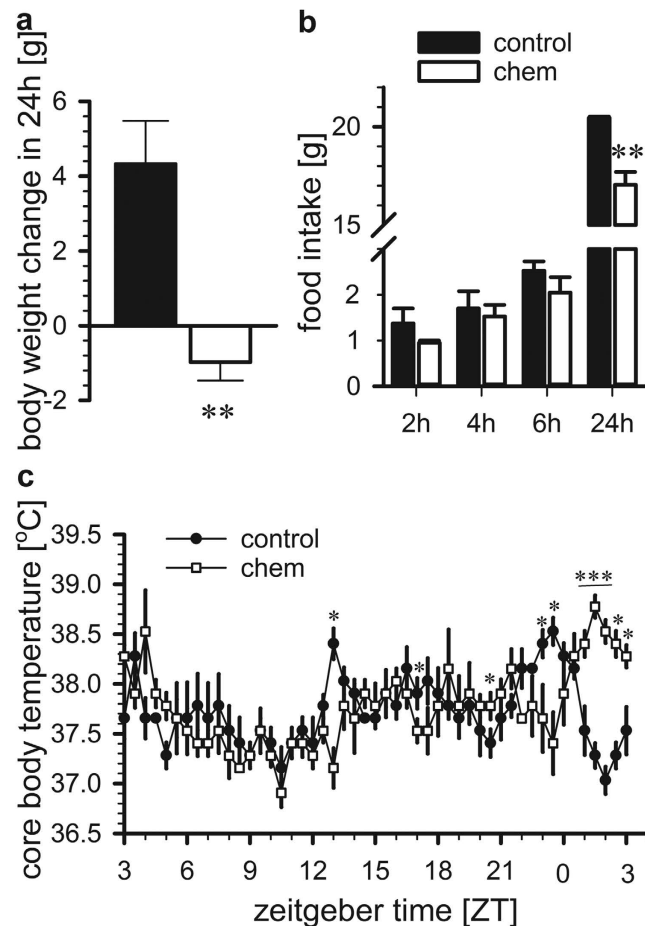 a
body weight change in 24h [g]
6
4
2
0
-2
**
b
control
chem
food intake [g]
20
15
2
1
0
**
2h 4h 6h 24h
c
control
chem
core body temperature [°C]
39.5
39.0
38.5
38.0
37.5
37.0
36.5
* * * * * *** * *
3 6 9 12 15 18 21 0 3
zeitgeber time [ZT]